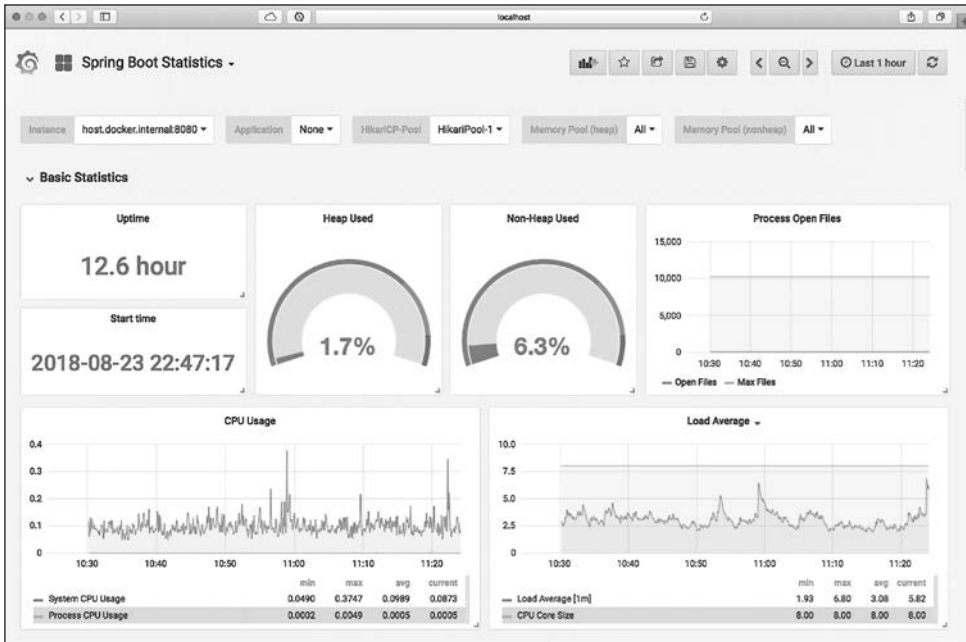 localhost
Spring Boot Statistics
Last 1 hour
Instance host.docker.internal:8080 Application None HikariCP-Pool HikariPool-1 Memory Pool (heap) All Memory Pool (nonheap) All
Basic Statistics
Uptime
12.6 hour
Start time
2018-08-23 22:47:17
Heap Used
1.7%
Non-Heap Used
6.3%
Process Open Files
15,000
10,000
5,000
0
10:30 10:40 10:50 11:00 11:10 11:20
Open Files Max Files
CPU Usage
0.4
0.3
0.2
0.1
0
10:30 10:40 10:50 11:00 11:10 11:20
min max avg current
System CPU Usage 0.0490 0.3747 0.0989 0.0873
Process CPU Usage 0.0002 0.0049 0.0005 0.0005
Load Average
10.0
7.5
5.0
2.5
0
10:30 10:40 10:50 11:00 11:10 11:20
min max avg current
Load Average [1m] 1.93 6.80 3.08 5.82
CPU Core Size 8.00 8.00 8.00 8.00